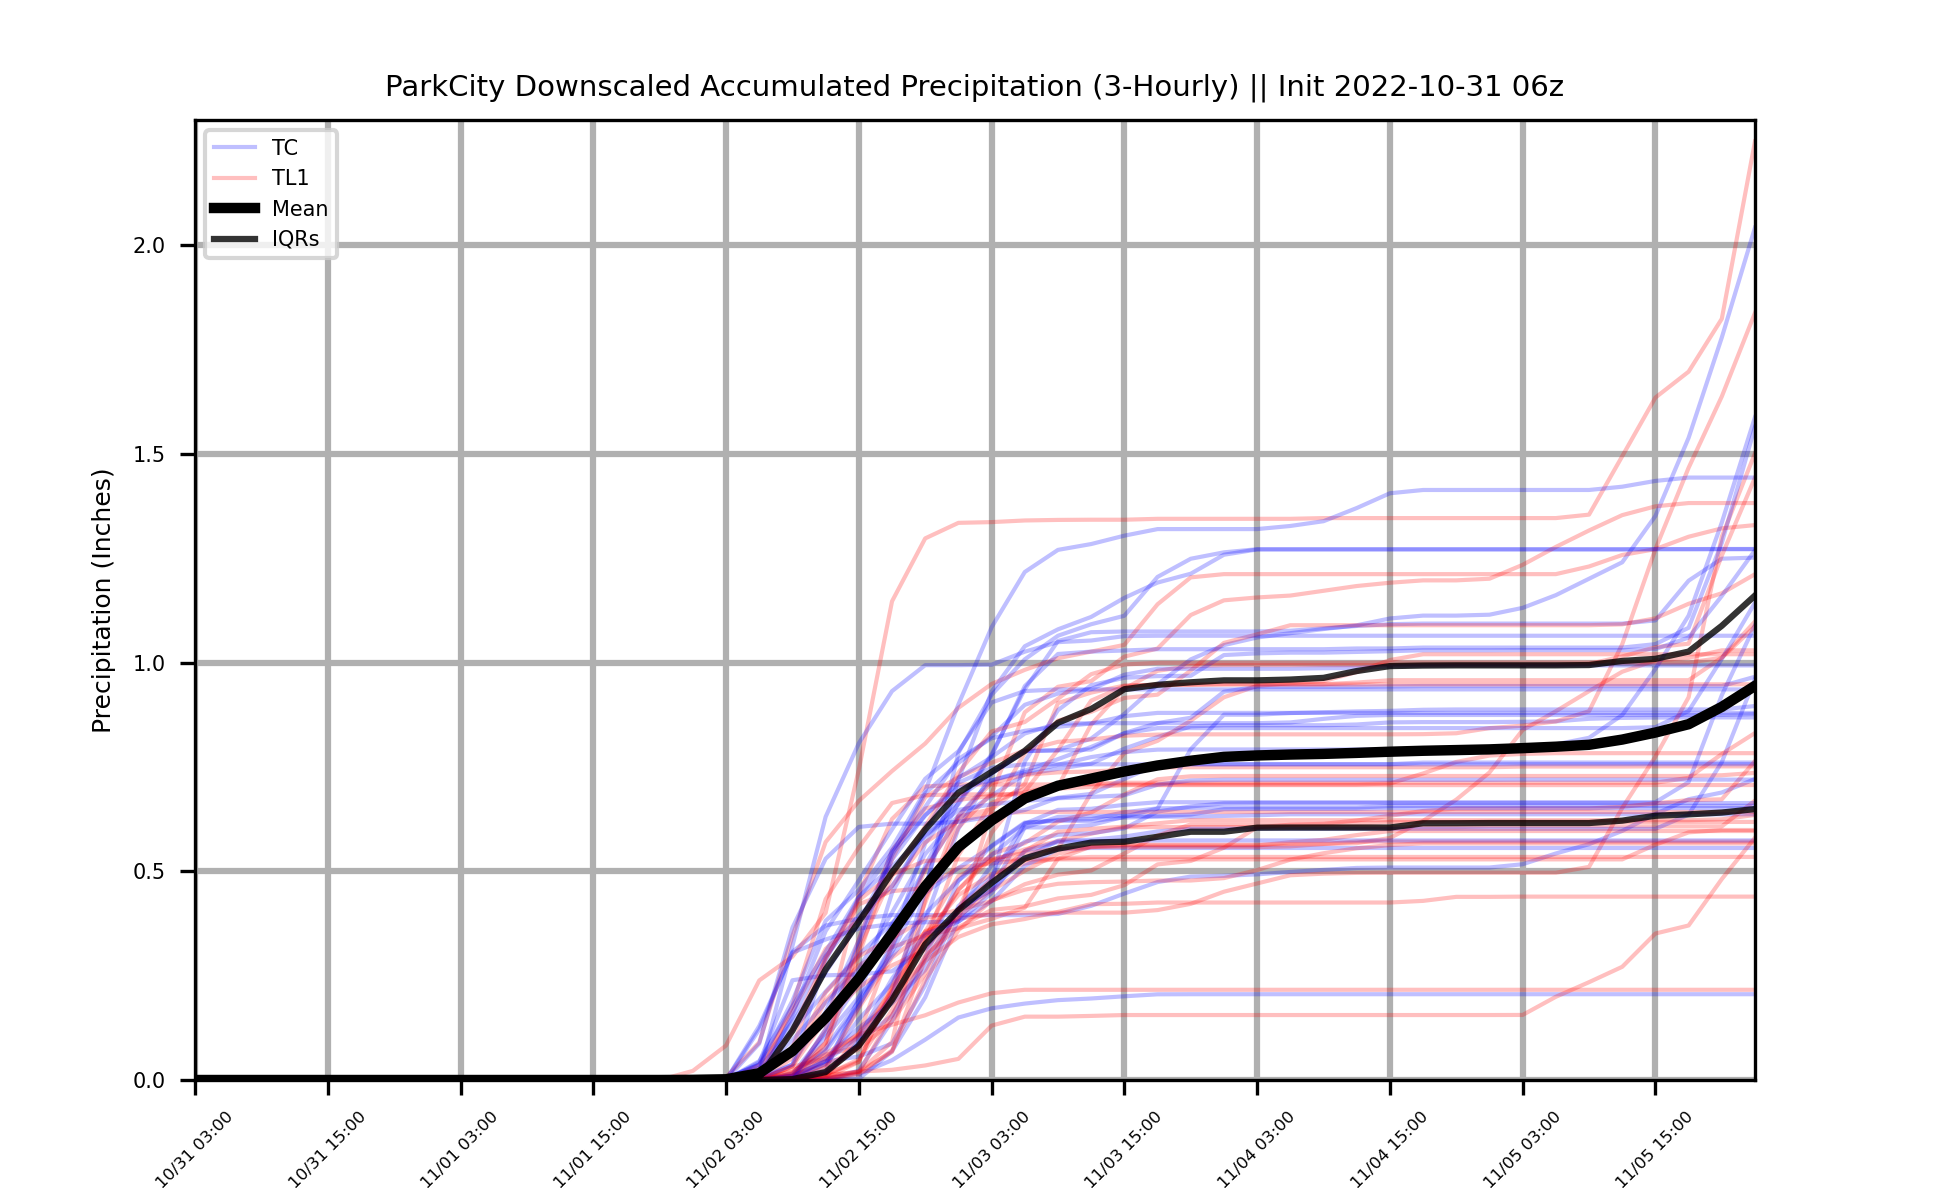 ParkCity Downscaled Accumulated Precipitation (3-Hourly) || Init 2022-10-31 06z
TC
TL1
Mean
IQRs
Precipitation (Inches)
2.0
1.5
1.0
0.5
0.0
10/31 03:00
10/31 15:00
11/01 03:00
11/01 15:00
11/02 03:00
11/02 15:00
11/03 03:00
11/03 15:00
11/04 03:00
11/04 15:00
11/05 03:00
11/05 15:00